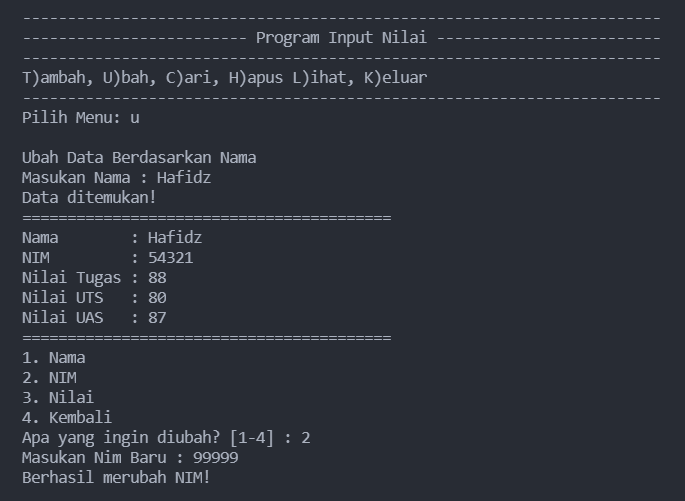 -----------------------------------------------------------------------
------------------------- Program Input Nilai -------------------------
-----------------------------------------------------------------------
T)ambah, U)bah, C)ari, H)apus L)ihat, K)eluar
-----------------------------------------------------------------------
Pilih Menu: u
Ubah Data Berdasarkan Nama
Masukan Nama : Hafidz
Data ditemukan!
=========================================
Nama        : Hafidz
NIM         : 54321
Nilai Tugas : 88
Nilai UTS   : 80
Nilai UAS   : 87
=========================================
1. Nama
2. NIM
3. Nilai
4. Kembali
Apa yang ingin diubah? [1-4] : 2
Masukan Nim Baru : 99999
Berhasil merubah NIM!